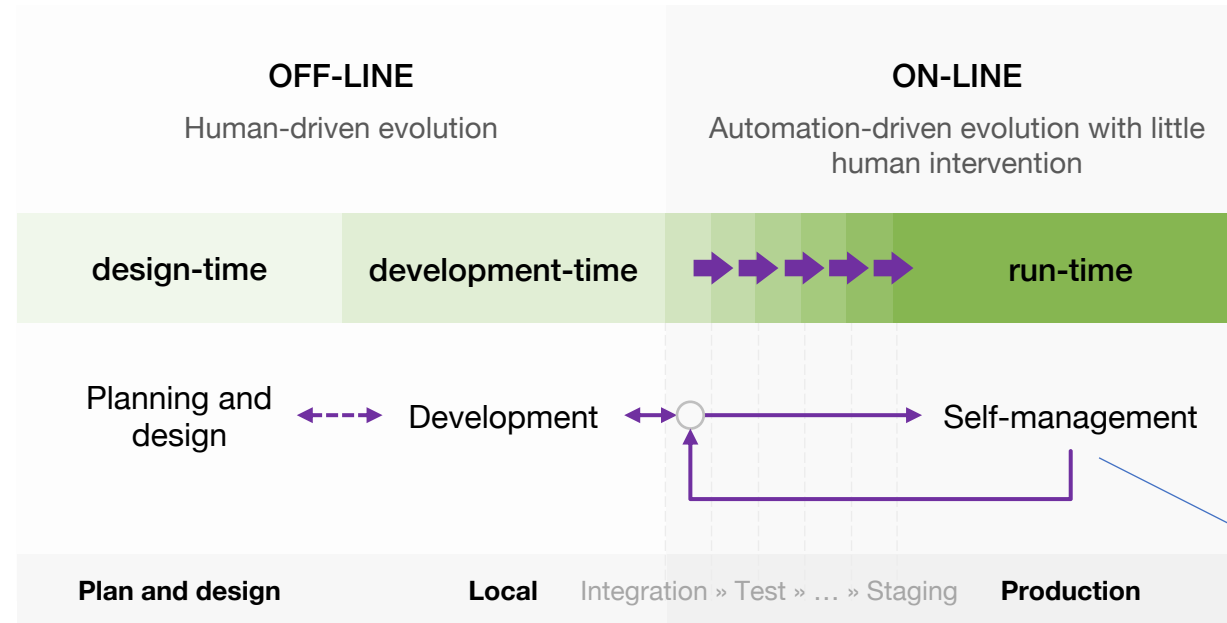 OFF-LINE
Human-driven evolution
ON-LINE
Automation-driven evolution with little
human intervention
design-time
development-time
run-time
Planning and
design
Development
Self-management
Plan and design
Local
Integration » Test » … » Staging
Production